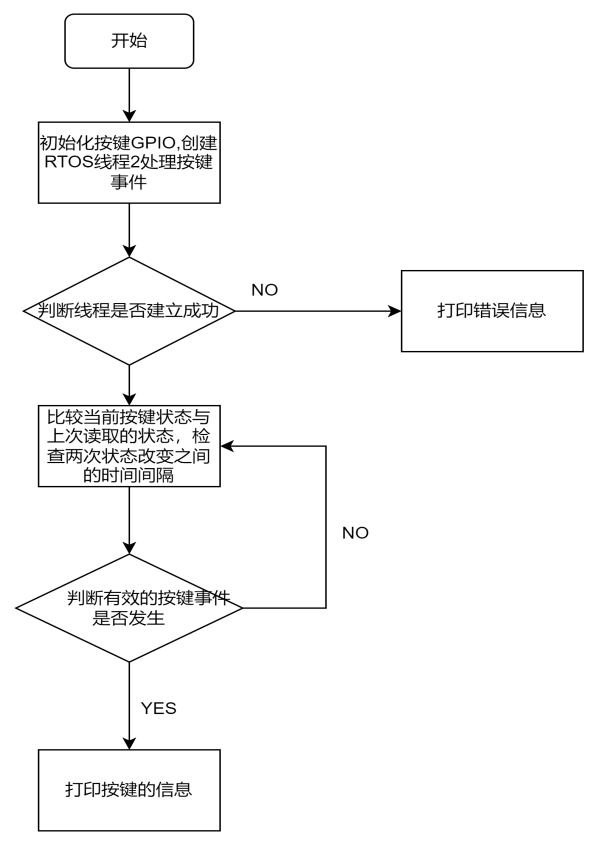 开始
初始化按键GPIO,创建
RTOS线程2处理按键
事件
判断线程是否建立成功
NO
打印错误信息
比较当前按键状态与
上次读取的状态，检
查两次状态改变之间
的时间间隔
NO
判断有效的按键事件
是否发生
YES
打印按键的信息